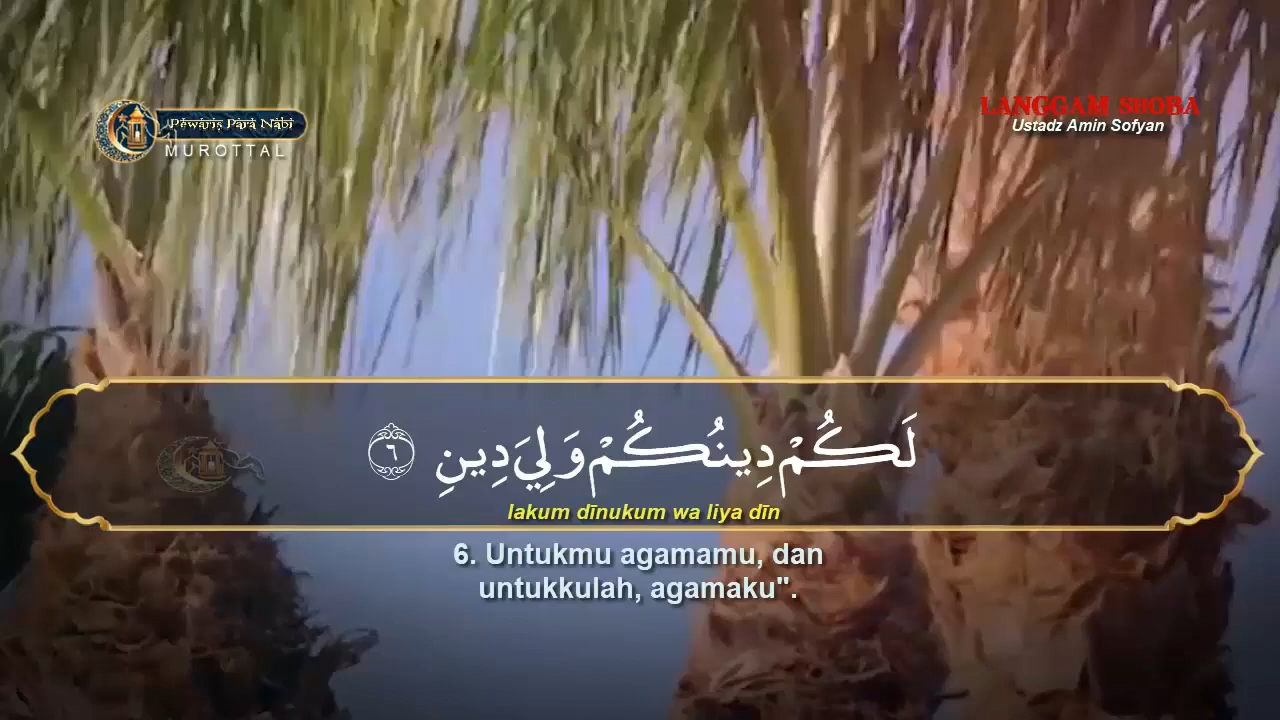 Pewaris Para Nabi
MUROTTAL
LANGGAM SHOBA
Ustadz Amin Sofyan
لَكُمْ دِينُكُمْ وَلِيَ دِينِ ٦
lakum dīnukum wa liya dīn
6. Untukmu agamamu, dan
untukkulah, agamaku".